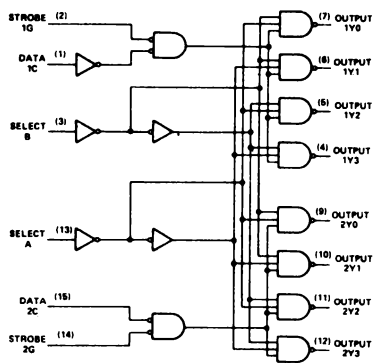 STROBE (2)
1G
DATA (1)
1C
SELECT (3)
B
SELECT (13)
A
DATA (15)
2C
STROBE (14)
2G
(7) OUTPUT
1Y0
(6) OUTPUT
1Y1
(5) OUTPUT
1Y2
(4) OUTPUT
1Y3
(9) OUTPUT
2Y0
(10) OUTPUT
2Y1
(11) OUTPUT
2Y2
(12) OUTPUT
2Y3